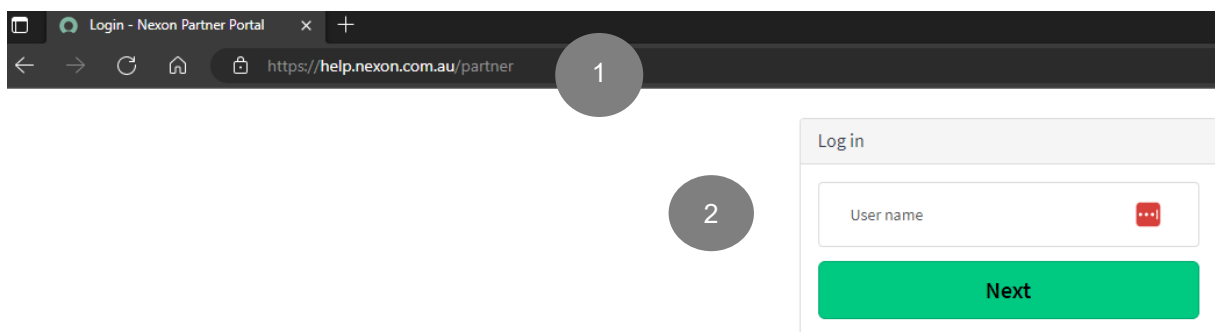 Login - Nexon Partner Portal
https://help.nexon.com.au/partner
1
Log in
2
User name
Next